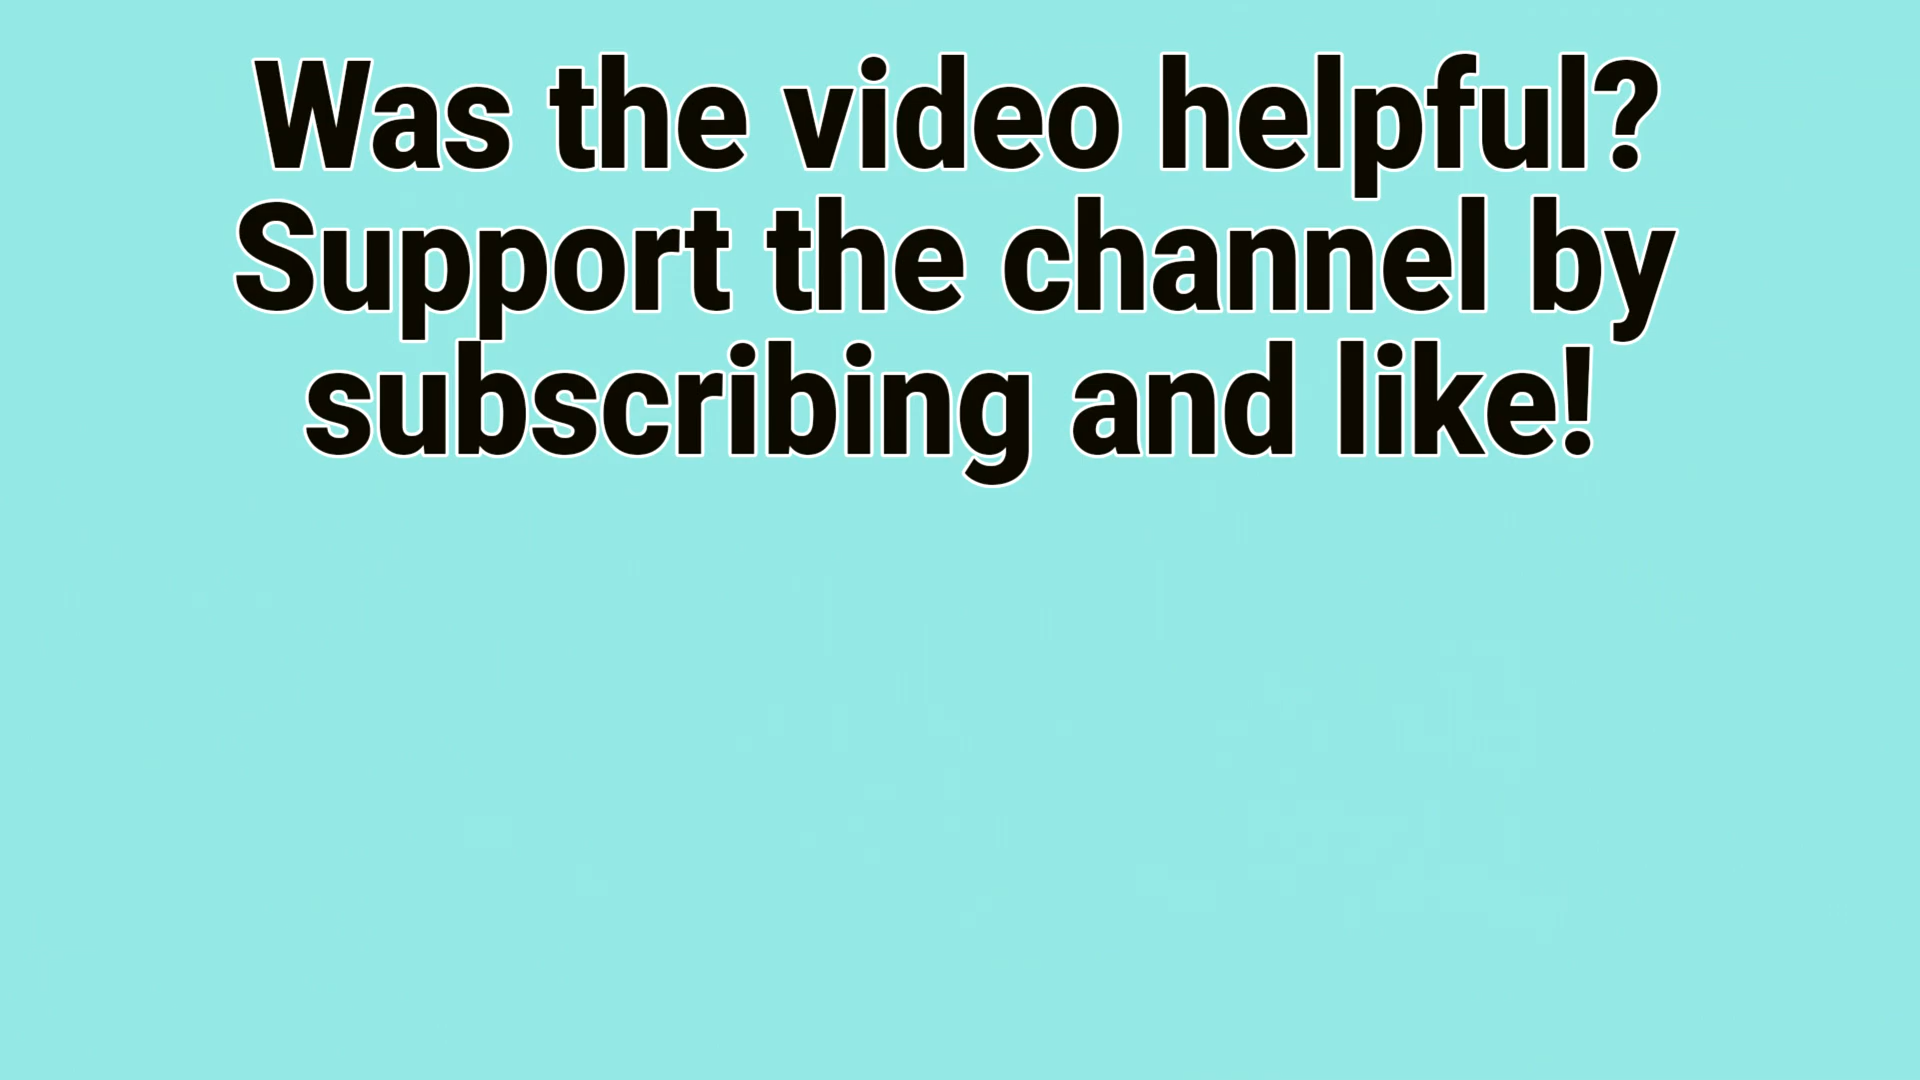 Was the video helpful?
Support the channel by
subscribing and like!